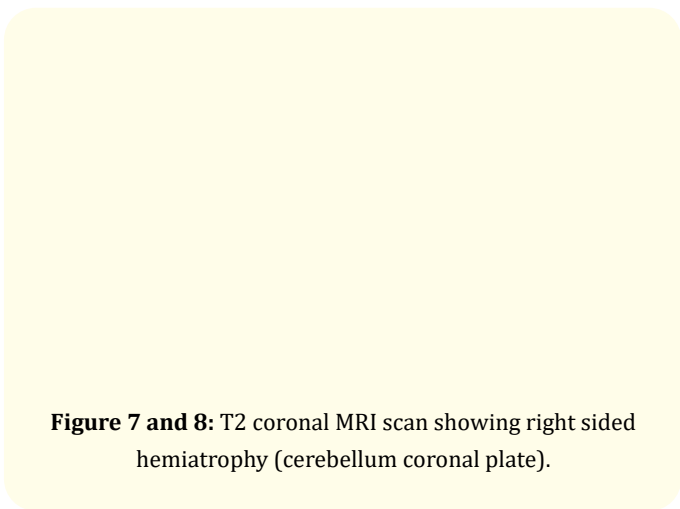 Figure 7 and 8: T2 coronal MRI scan showing right sided
hemiatrophy (cerebellum coronal plate).